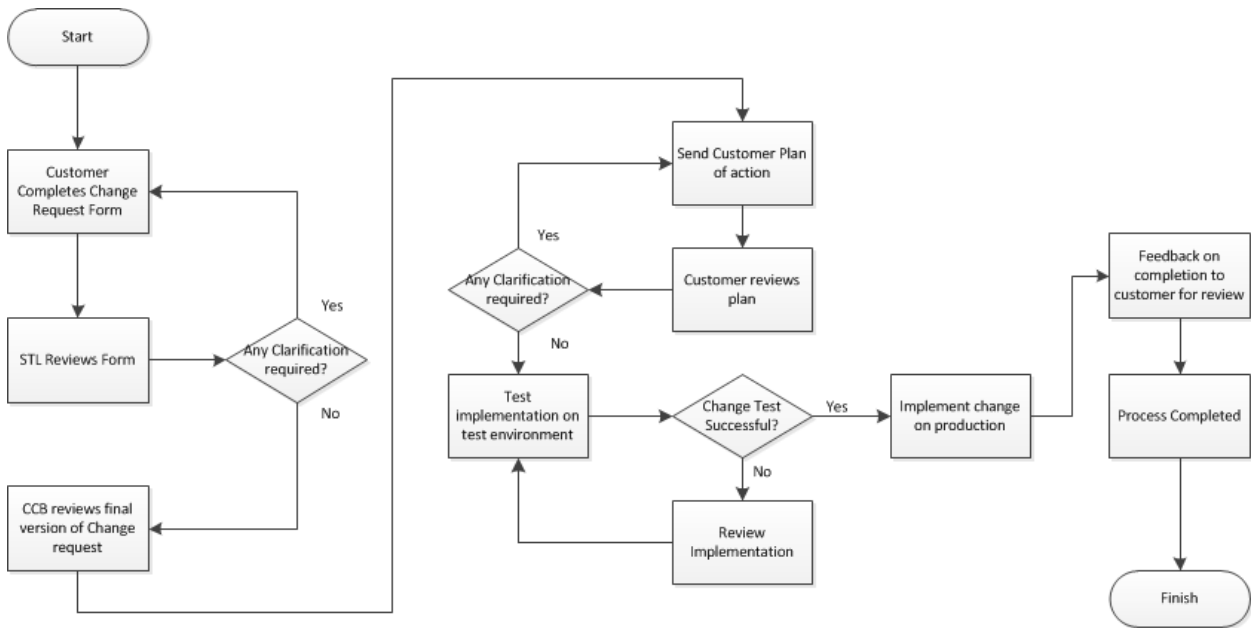 Start
Customer
Completes Change
Request Form
STL Reviews Form
Any Clarification
required?
Yes
No
CCB reviews final
version of Change
request
Send Customer Plan
of action
Customer reviews
plan
Any Clarification
required?
Yes
No
Test
implementation on
test environment
Change Test
Successful?
Yes
No
Review
Implementation
Implement change
on production
Feedback on
completion to
customer for review
Process Completed
Finish